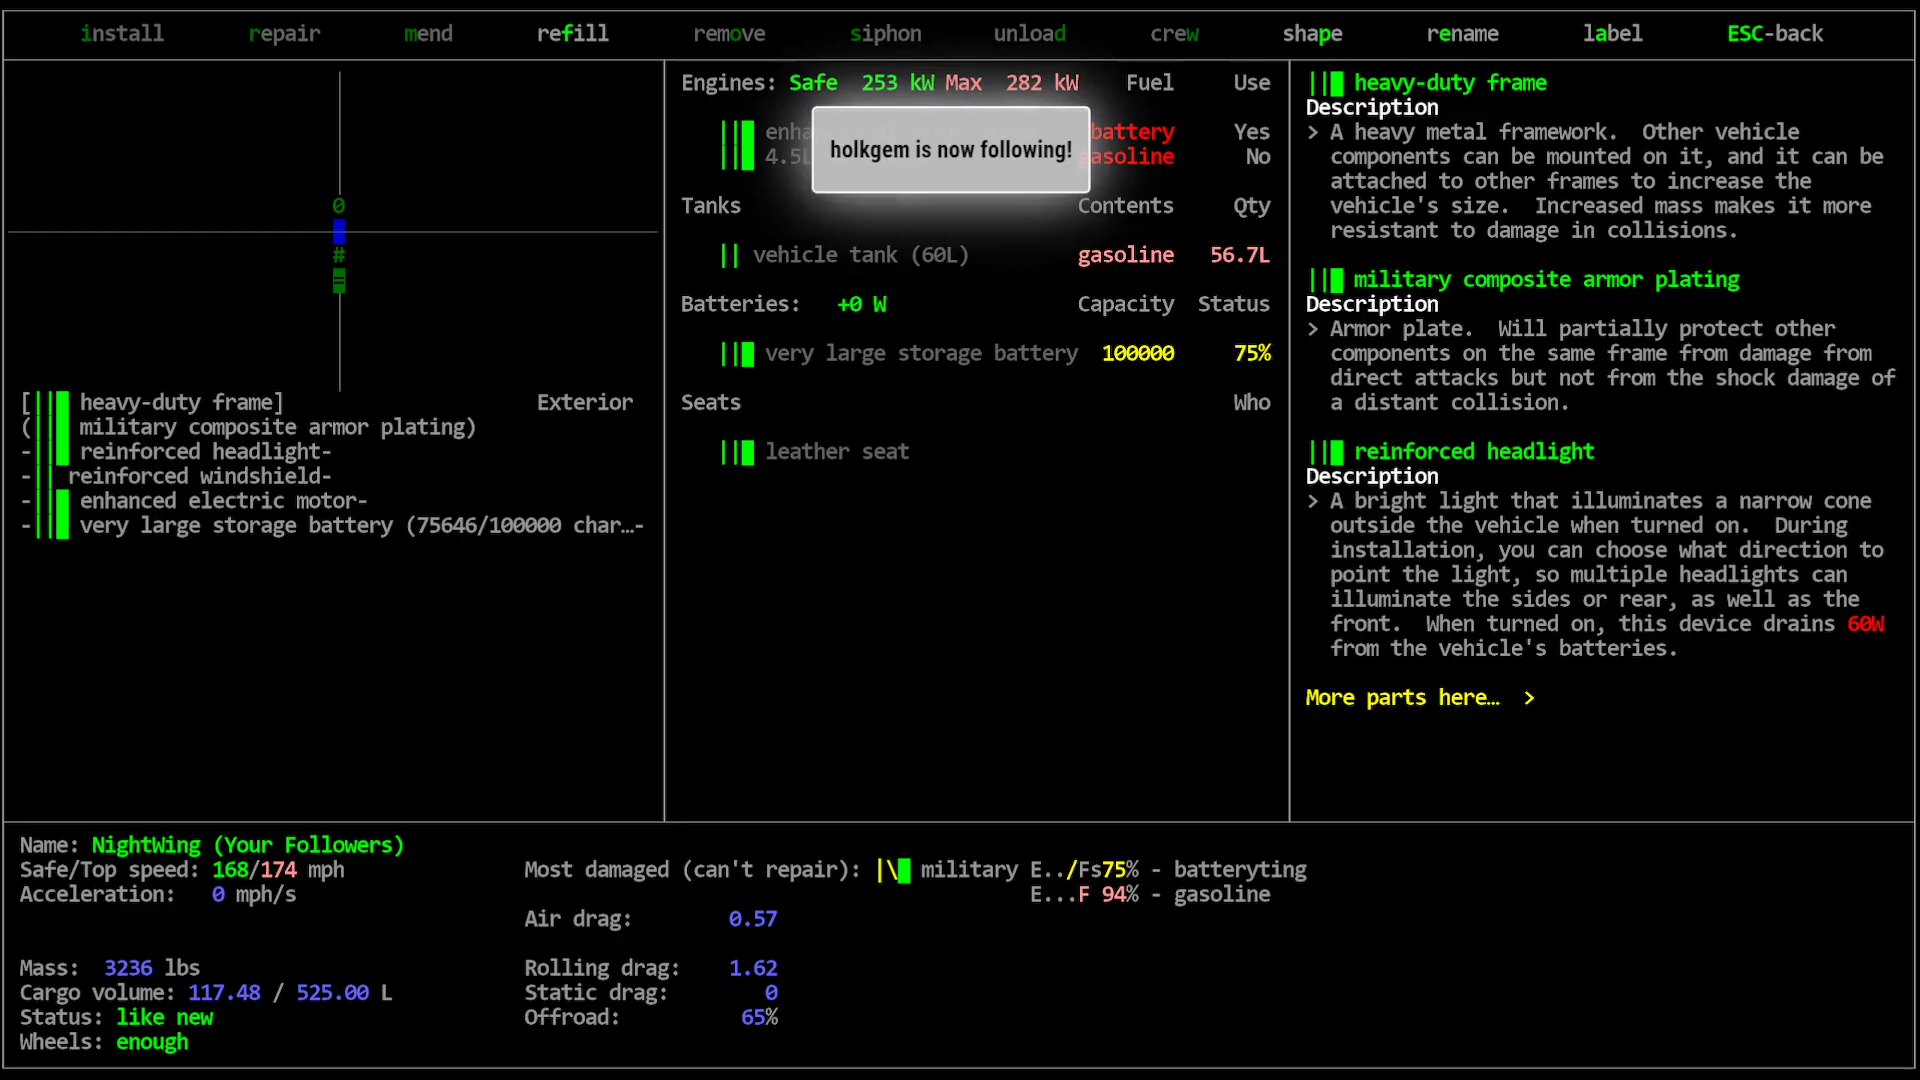 install repair mend refill remove siphon unload crew shape rename label ESC-back
0
#
[||█ heavy-duty frame] Exterior
(||█ military composite armor plating)
-||█ reinforced headlight-
-|| reinforced windshield-
-||█ enhanced electric motor-
-||█ very large storage battery (75646/100000 char…-
Engines: Safe 253 kW Max 282 kW Fuel Use
||█ enha battery Yes
||█ 4.5L gasoline No
holkgem is now following!
Tanks Contents Qty
|| vehicle tank (60L) gasoline 56.7L
Batteries: +0 W Capacity Status
||█ very large storage battery 100000 75%
Seats Who
||█ leather seat
||█ heavy-duty frame
Description
> A heavy metal framework. Other vehicle
components can be mounted on it, and it can be
attached to other frames to increase the
vehicle's size. Increased mass makes it more
resistant to damage in collisions.
||█ military composite armor plating
Description
> Armor plate. Will partially protect other
components on the same frame from damage from
direct attacks but not from the shock damage of
a distant collision.
||█ reinforced headlight
Description
> A bright light that illuminates a narrow cone
outside the vehicle when turned on. During
installation, you can choose what direction to
point the light, so multiple headlights can
illuminate the sides or rear, as well as the
front. When turned on, this device drains 60W
from the vehicle's batteries.
More parts here… >
Name: NightWing (Your Followers)
Safe/Top speed: 168/174 mph
Acceleration: 0 mph/s
Mass: 3236 lbs
Cargo volume: 117.48 / 525.00 L
Status: like new
Wheels: enough
Most damaged (can't repair): |\█ military E../Fs75% - batteryting
E...F 94% - gasoline
Air drag: 0.57
Rolling drag: 1.62
Static drag: 0
Offroad: 65%